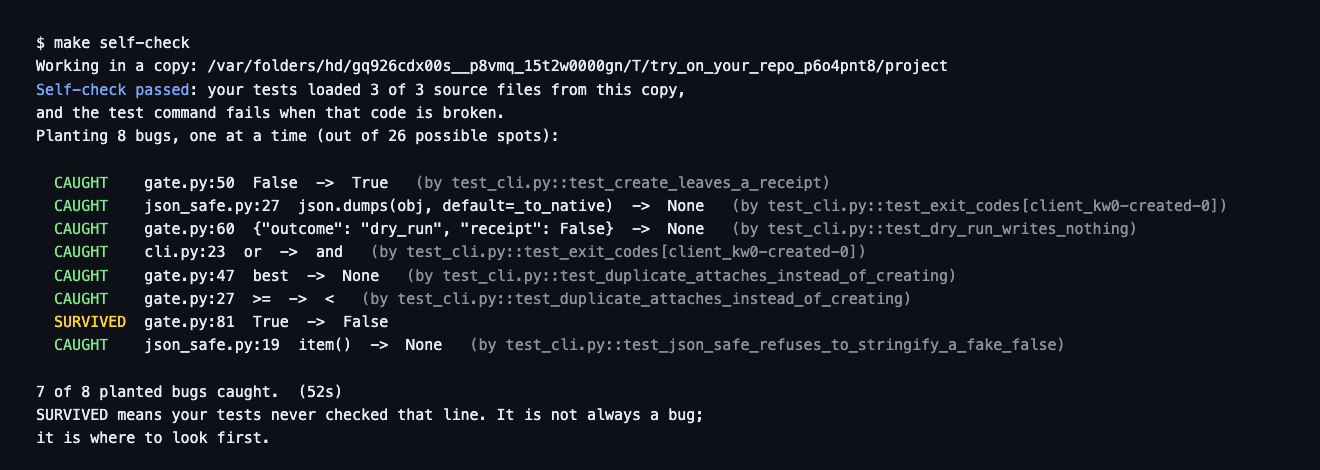 $ make self-check
Working in a copy: /var/folders/hd/gq926cdx00s__p8vmq_15t2w0000gn/T/try_on_your_repo_p6o4pnt8/project
Self-check passed: your tests loaded 3 of 3 source files from this copy,
and the test command fails when that code is broken.
Planting 8 bugs, one at a time (out of 26 possible spots):
CAUGHT gate.py:50 False -> True (by test_cli.py::test_create_leaves_a_receipt)
CAUGHT json_safe.py:27 json.dumps(obj, default=_to_native) -> None (by test_cli.py::test_exit_codes[client_kw0-created-0])
CAUGHT gate.py:60 {"outcome": "dry_run", "receipt": False} -> None (by test_cli.py::test_dry_run_writes_nothing)
CAUGHT cli.py:23 or -> and (by test_cli.py::test_exit_codes[client_kw0-created-0])
CAUGHT gate.py:47 best -> None (by test_cli.py::test_duplicate_attaches_instead_of_creating)
CAUGHT gate.py:27 >= -> < (by test_cli.py::test_duplicate_attaches_instead_of_creating)
SURVIVED gate.py:81 True -> False
CAUGHT json_safe.py:19 item() -> None (by test_cli.py::test_json_safe_refuses_to_stringify_a_fake_false)
7 of 8 planted bugs caught. (52s)
SURVIVED means your tests never checked that line. It is not always a bug;
it is where to look first.